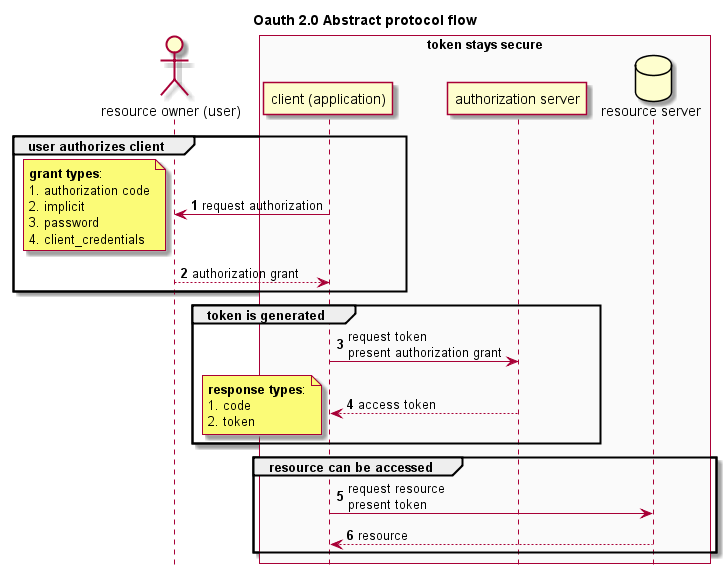 Oauth 2.0 Abstract protocol flow
token stays secure
resource owner (user)
client (application)
authorization server
resource server
user authorizes client
grant types:
1. authorization code
2. implicit
3. password
4. client_credentials
1 request authorization
2 authorization grant
token is generated
3 request token
present authorization grant
response types:
1. code
2. token
4 access token
resource can be accessed
5 request resource
present token
6 resource